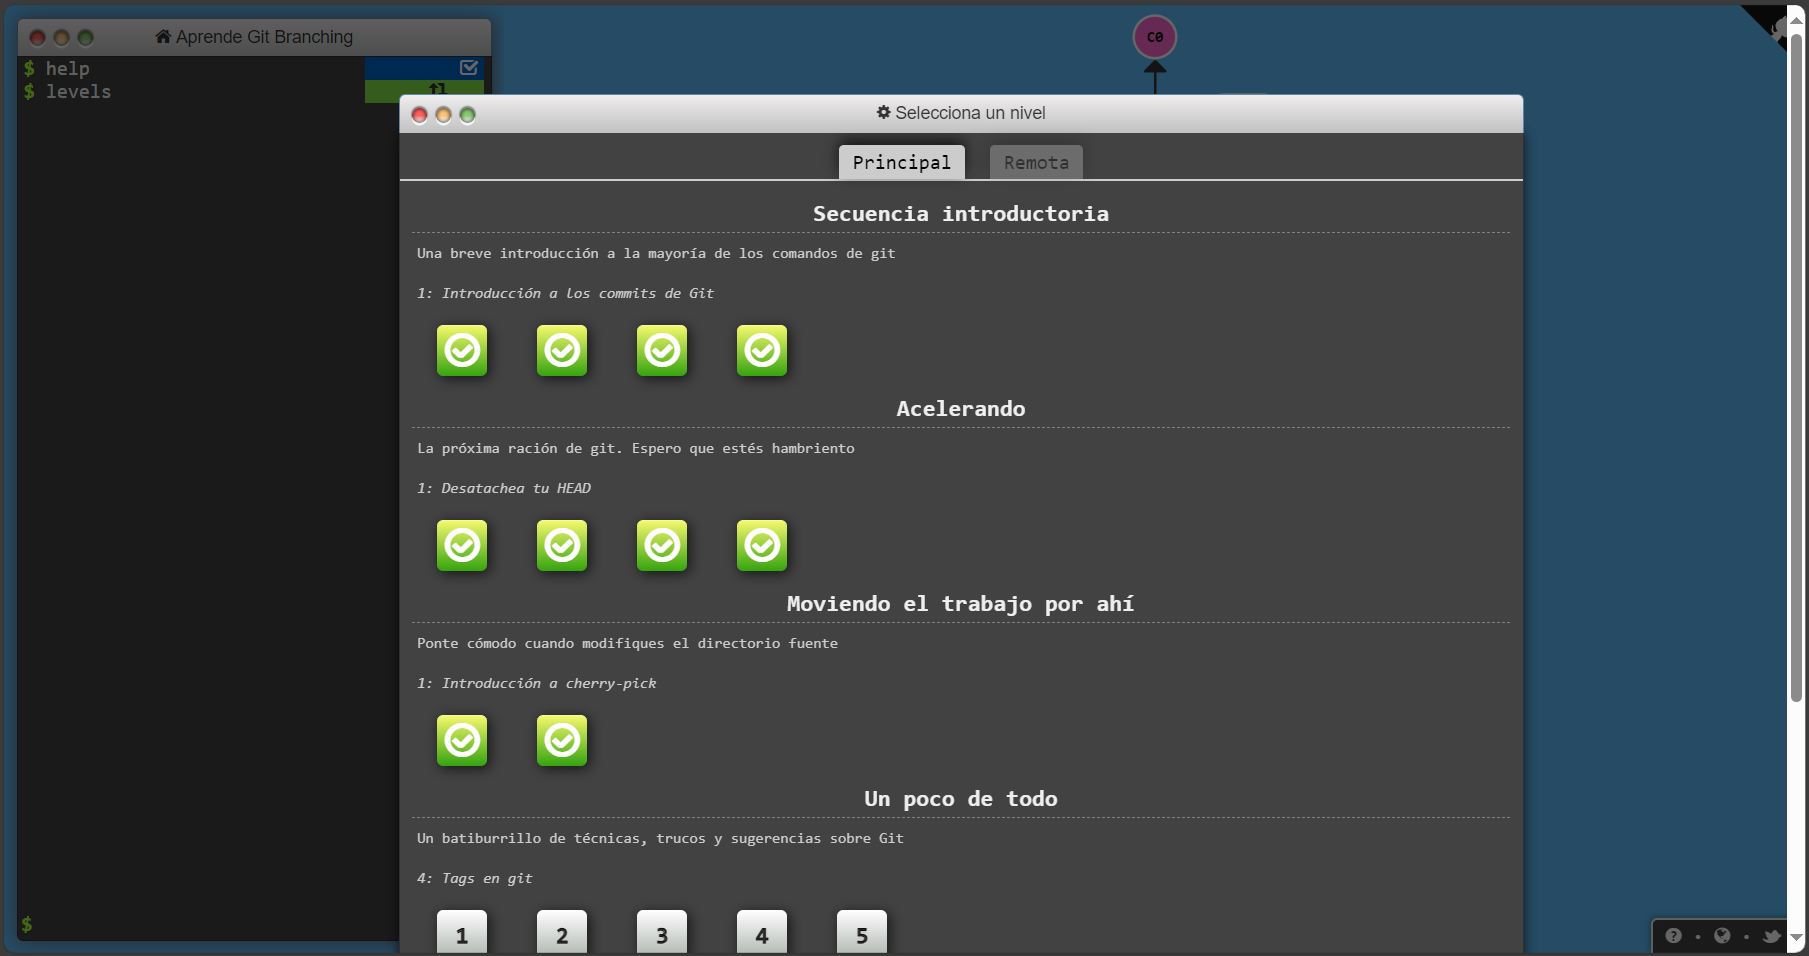 Aprende Git Branching
$ help
$ levels
C0
Selecciona un nivel
Principal
Remota
Secuencia introductoria
Una breve introducción a la mayoría de los comandos de git
1: Introducción a los commits de Git
Acelerando
La próxima ración de git. Espero que estés hambriento
1: Desatachea tu HEAD
Moviendo el trabajo por ahí
Ponte cómodo cuando modifiques el directorio fuente
1: Introducción a cherry-pick
Un poco de todo
Un batiburrillo de técnicas, trucos y sugerencias sobre Git
4: Tags en git
1 2 3 4 5
$